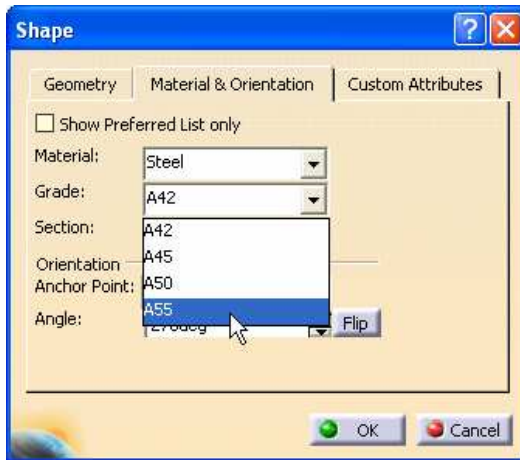 Shape
Geometry Material & Orientation Custom Attributes
Show Preferred List only
Material: Steel
Grade: A42
Section: A42
A45
Orientation
Anchor Point: A50
A55
Angle: 270deg Flip
OK Cancel